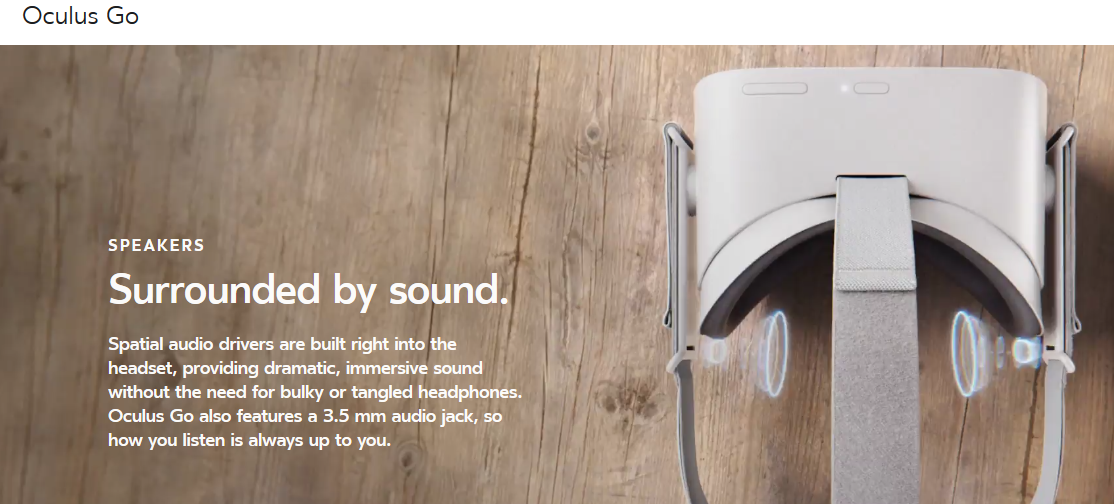 Oculus Go
SPEAKERS
Surrounded by sound.
Spatial audio drivers are built right into the
headset, providing dramatic, immersive sound
without the need for bulky or tangled headphones.
Oculus Go also features a 3.5 mm audio jack, so
how you listen is always up to you.